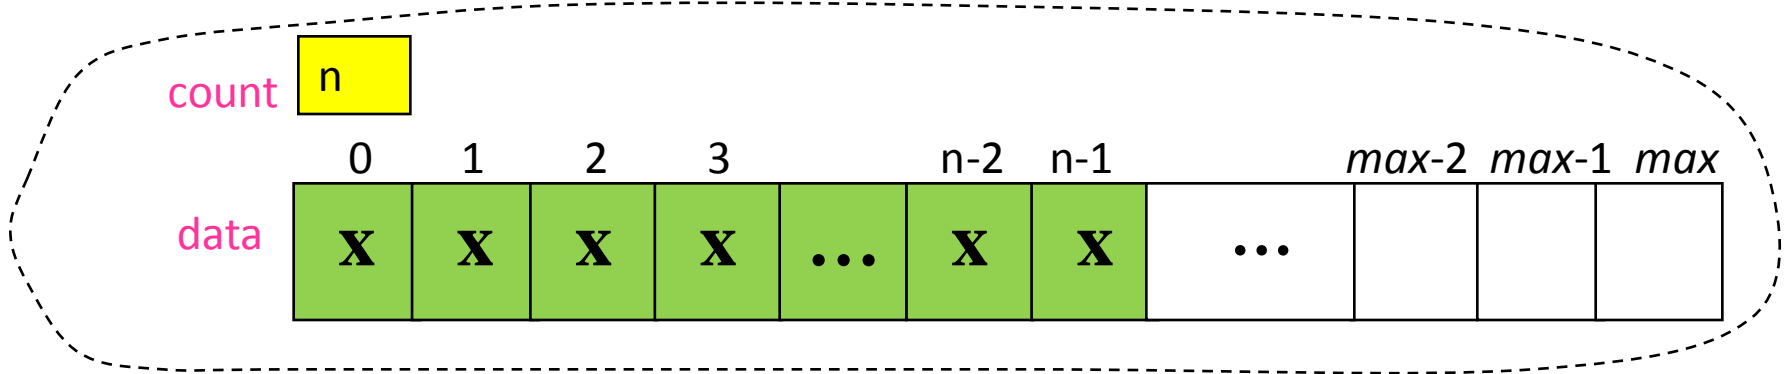 n
count
0 1 2 3 n-2 n-1 max-2 max-1 max
data x x x x ... x x ...